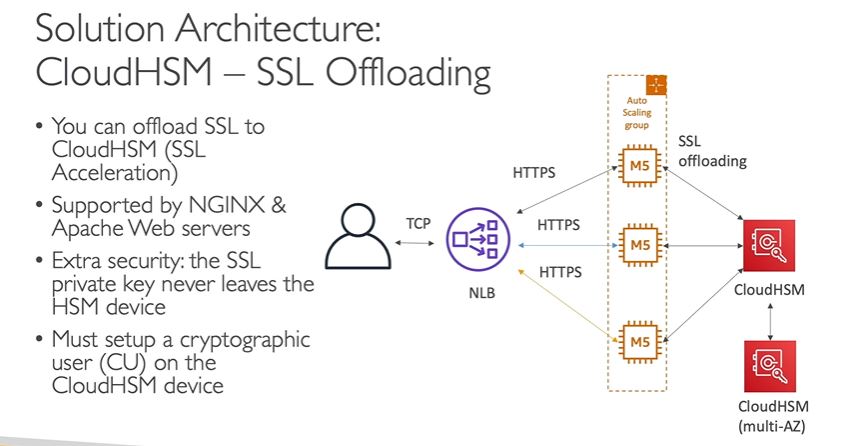 Solution Architecture:
CloudHSM – SSL Offloading
• You can offload SSL to
CloudHSM (SSL
Acceleration)
• Supported by NGINX &
Apache Web servers
• Extra security: the SSL
private key never leaves the
HSM device
• Must setup a cryptographic
user (CU) on the
CloudHSM device
TCP
NLB
HTTPS
HTTPS
HTTPS
Auto
Scaling
group
M5
M5
M5
SSL
offloading
CloudHSM
CloudHSM
(multi-AZ)